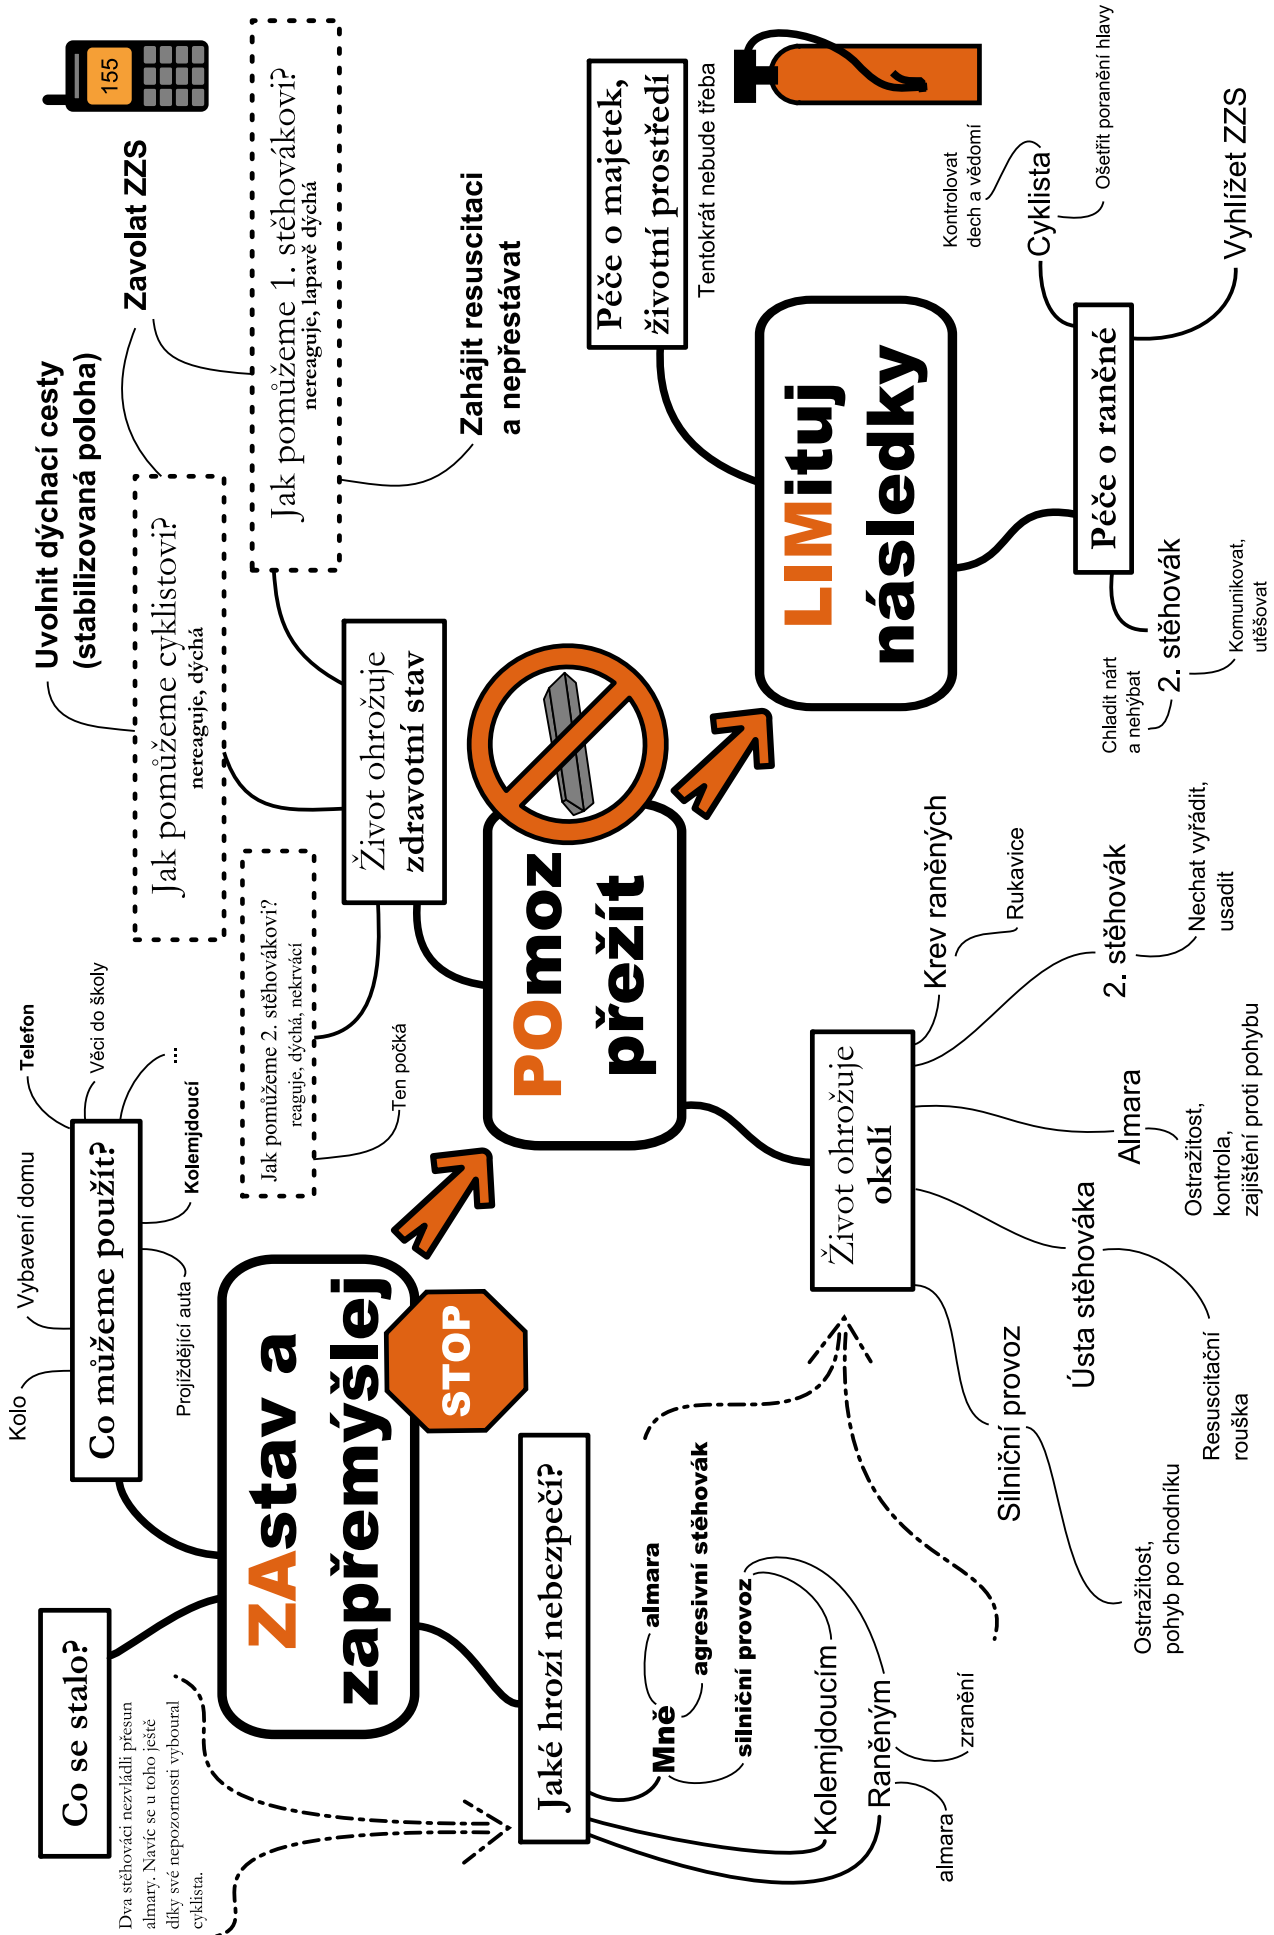 Co se stalo?
Dva stěhováci nezvládli přesun
almary. Navíc se u toho ještě
díky své nepozornosti vyboural
cyklista.
Co můžeme použít?
Kolo
Vybavení domu
Telefon
Věci do školy
...
Kolemjdoucí
Projíždějící auta
ZAstav a
zapřemýšlej
STOP
Jaké hrozí nebezpečí?
Mně
almara
agresivní stěhovák
silniční provoz
Kolemjdoucím
Raněným
almara
zranění
POmoz
přežít
Život ohrožuje
zdravotní stav
Jak pomůžeme 2. stěhovákovi?
reaguje, dýchá, nekrvácí
Ten počká
Jak pomůžeme cyklistovi?
nereaguje, dýchá
Uvolnit dýchací cesty
(stabilizovaná poloha)
Zavolat ZZS
155
Jak pomůžeme 1. stěhovákovi?
nereaguje, lapavě dýchá
Zahájit resuscitaci
a nepřestávat
Život ohrožuje
okolí
Silniční provoz
Ostražitost,
pohyb po chodníku
Ústa stěhováka
Resuscitační
rouška
Almara
Ostražitost,
kontrola,
zajištění proti pohybu
2. stěhovák
Nechat vyřádit,
usadit
Krev raněných
Rukavice
LIMituj
následky
Péče o majetek,
životní prostředí
Tentokrát nebude třeba
Péče o raněné
2. stěhovák
Chladit nárt
a nehýbat
Komunikovat,
utěšovat
Cyklista
Kontrolovat
dech a vědomí
Ošetřit poranění hlavy
Vyhlížet ZZS